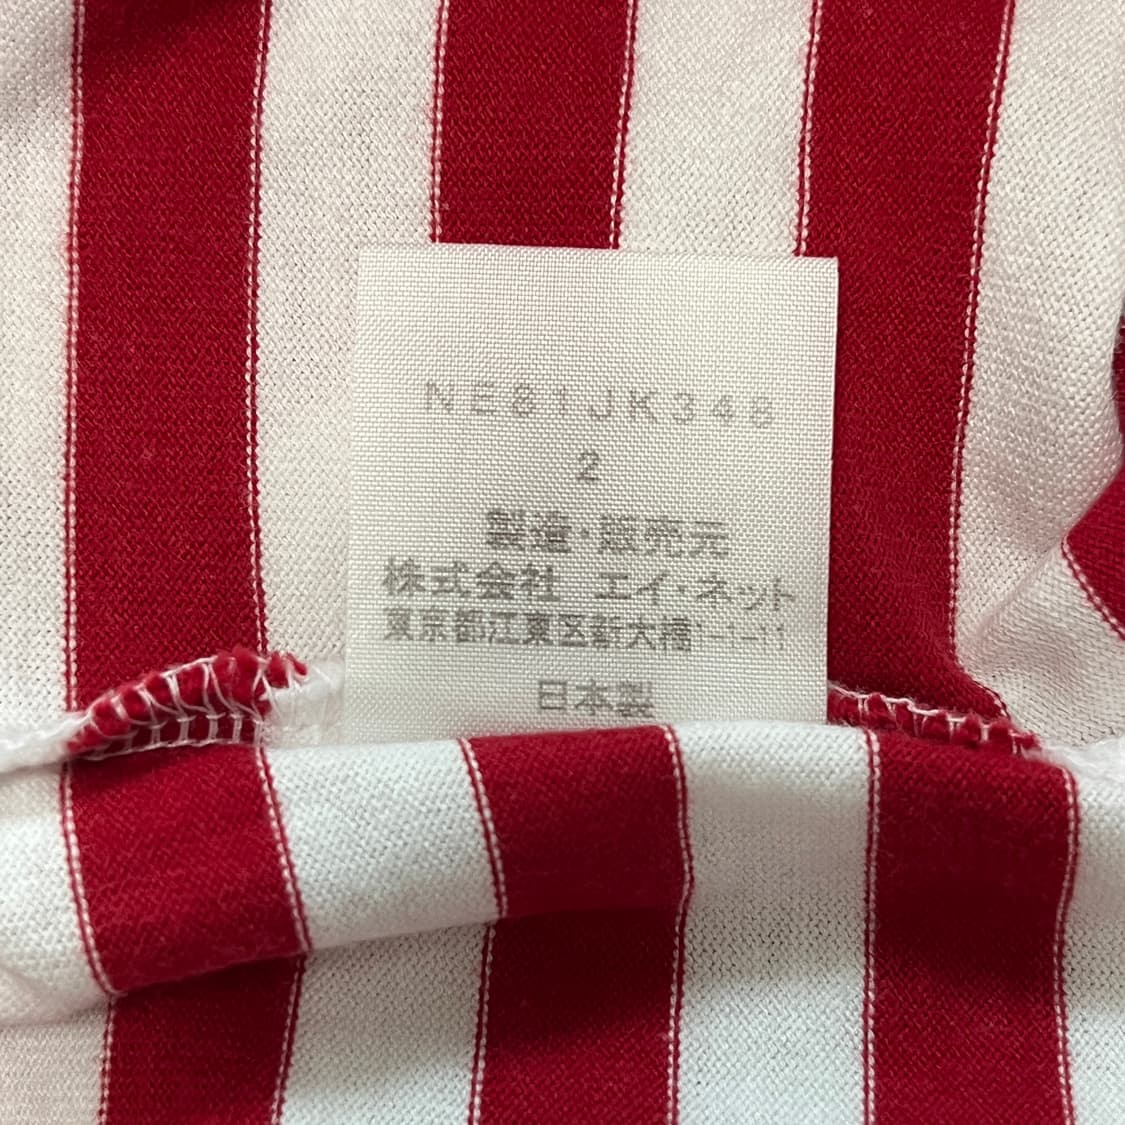 NE81JK348
2
製造・販売元
株式会社 エイ・ネット
東京都江東区新大橋1-1-11
日本製